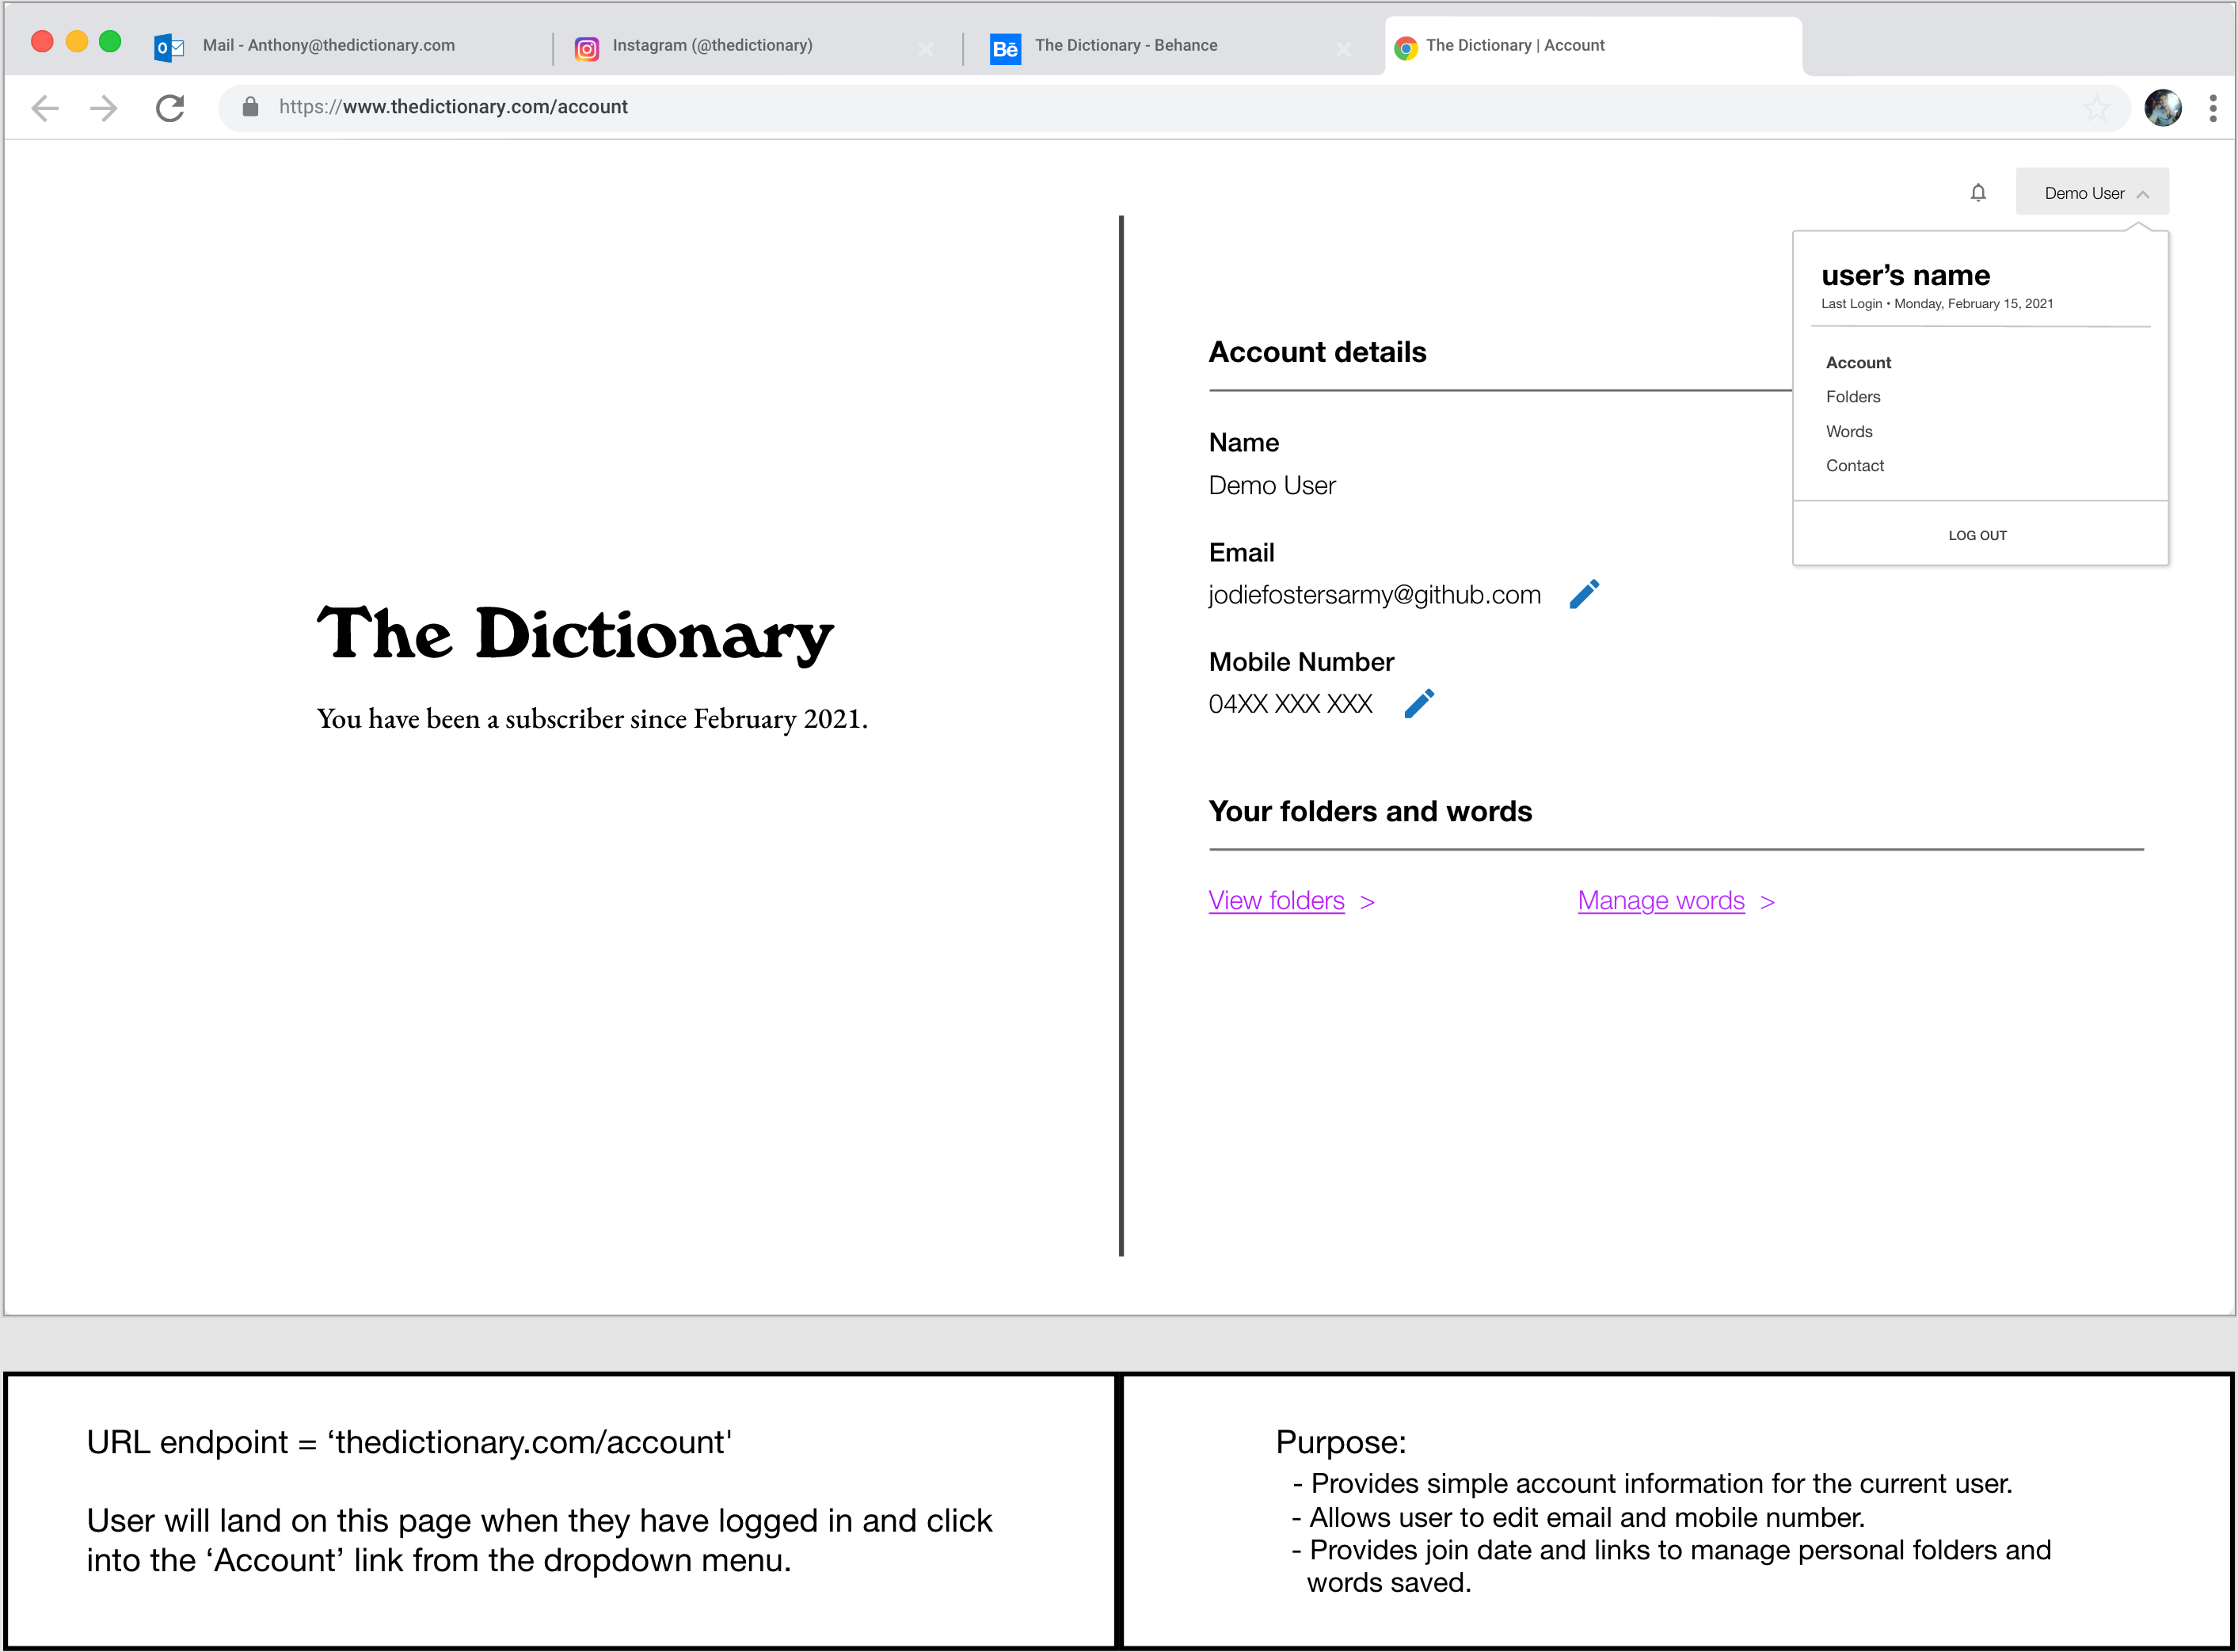 Mail - Anthony@thedictionary.com
Instagram (@thedictionary)
Bē The Dictionary - Behance
The Dictionary | Account
https://www.thedictionary.com/account
Demo User
user’s name
Last Login • Monday, February 15, 2021
Account
Folders
Words
Contact
LOG OUT
The Dictionary
You have been a subscriber since February 2021.
Account details
Name
Demo User
Email
jodiefostersarmy@github.com
Mobile Number
04XX XXX XXX
Your folders and words
View folders >
Manage words >
URL endpoint = ‘thedictionary.com/account'
User will land on this page when they have logged in and click
into the ‘Account’ link from the dropdown menu.
Purpose:
- Provides simple account information for the current user.
- Allows user to edit email and mobile number.
- Provides join date and links to manage personal folders and
words saved.